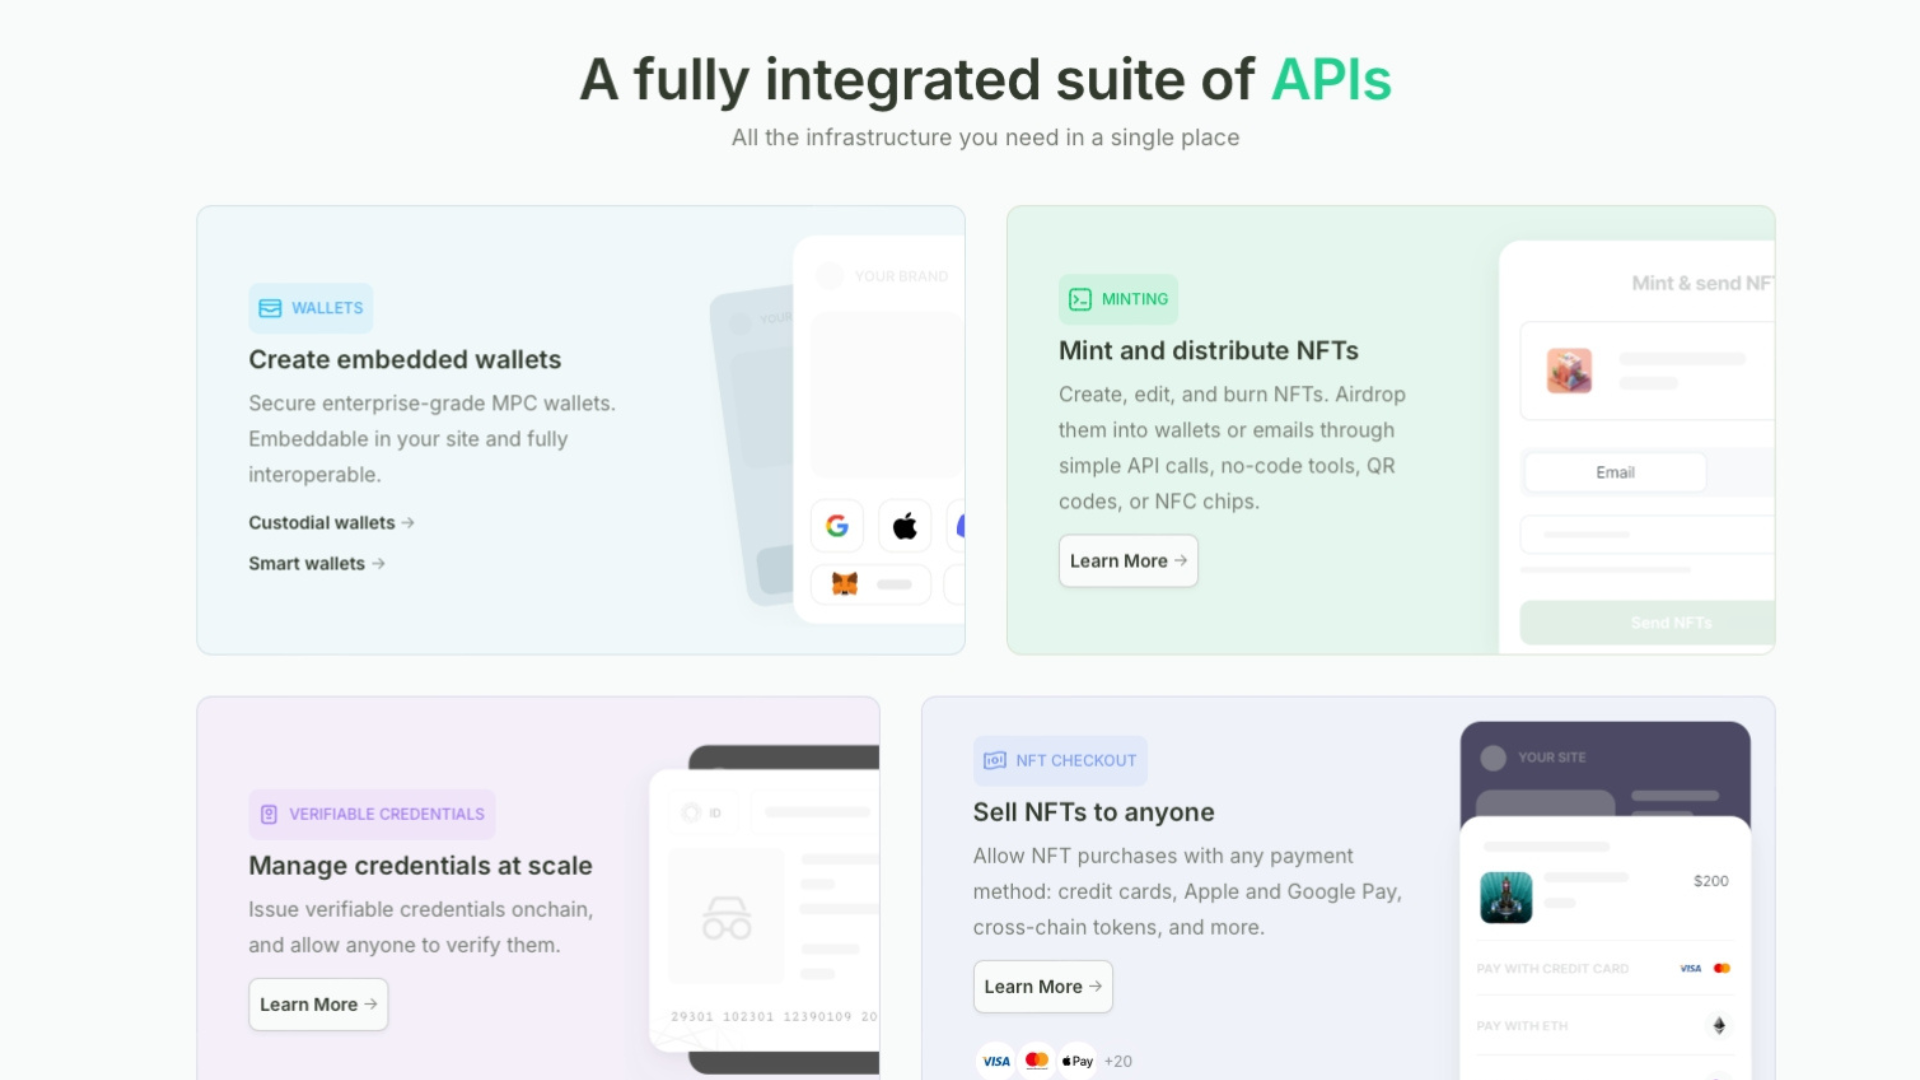 A fully integrated suite of APIs
All the infrastructure you need in a single place
WALLETS
Create embedded wallets
Secure enterprise-grade MPC wallets.
Embeddable in your site and fully
interoperable.
Custodial wallets →
Smart wallets →
YOUR
YOUR BRAND
MINTING
Mint and distribute NFTs
Create, edit, and burn NFTs. Airdrop
them into wallets or emails through
simple API calls, no-code tools, QR
codes, or NFC chips.
Learn More →
Mint & send NF
Email
Send NFTs
VERIFIABLE CREDENTIALS
Manage credentials at scale
Issue verifiable credentials onchain,
and allow anyone to verify them.
Learn More →
ID
29301 102301 12390109 20
NFT CHECKOUT
Sell NFTs to anyone
Allow NFT purchases with any payment
method: credit cards, Apple and Google Pay,
cross-chain tokens, and more.
Learn More →
VISA Pay +20
YOUR SITE
$200
PAY WITH CREDIT CARD VISA
PAY WITH ETH